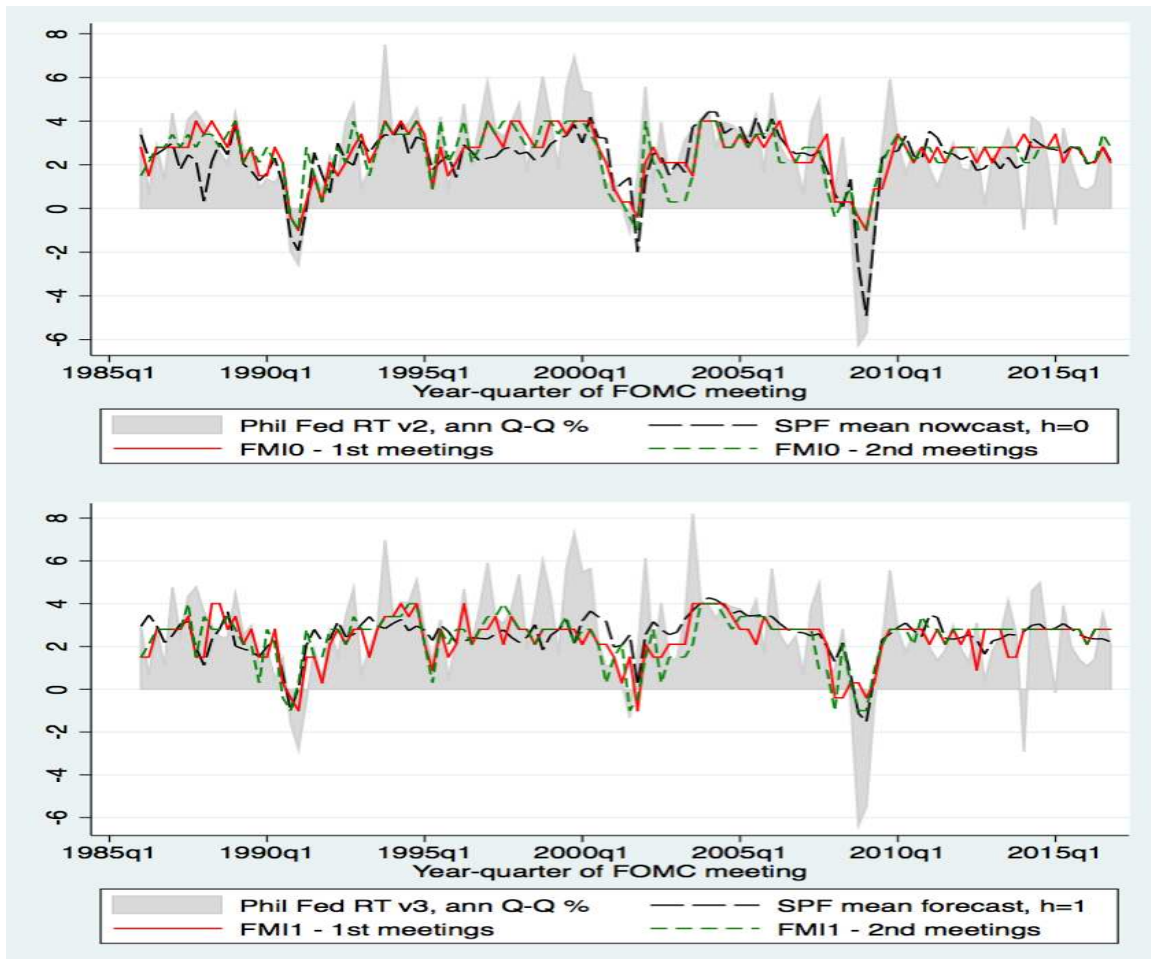 8
6
4
2
0
-2
-4
-6
1985q1 1990q1 1995q1 2000q1 2005q1 2010q1 2015q1
Year-quarter of FOMC meeting
Phil Fed RT v2, ann Q-Q % SPF mean nowcast, h=0
FMI0 - 1st meetings FMI0 - 2nd meetings
8
6
4
2
0
-2
-4
-6
1985q1 1990q1 1995q1 2000q1 2005q1 2010q1 2015q1
Year-quarter of FOMC meeting
Phil Fed RT v3, ann Q-Q % SPF mean forecast, h=1
FMI1 - 1st meetings FMI1 - 2nd meetings